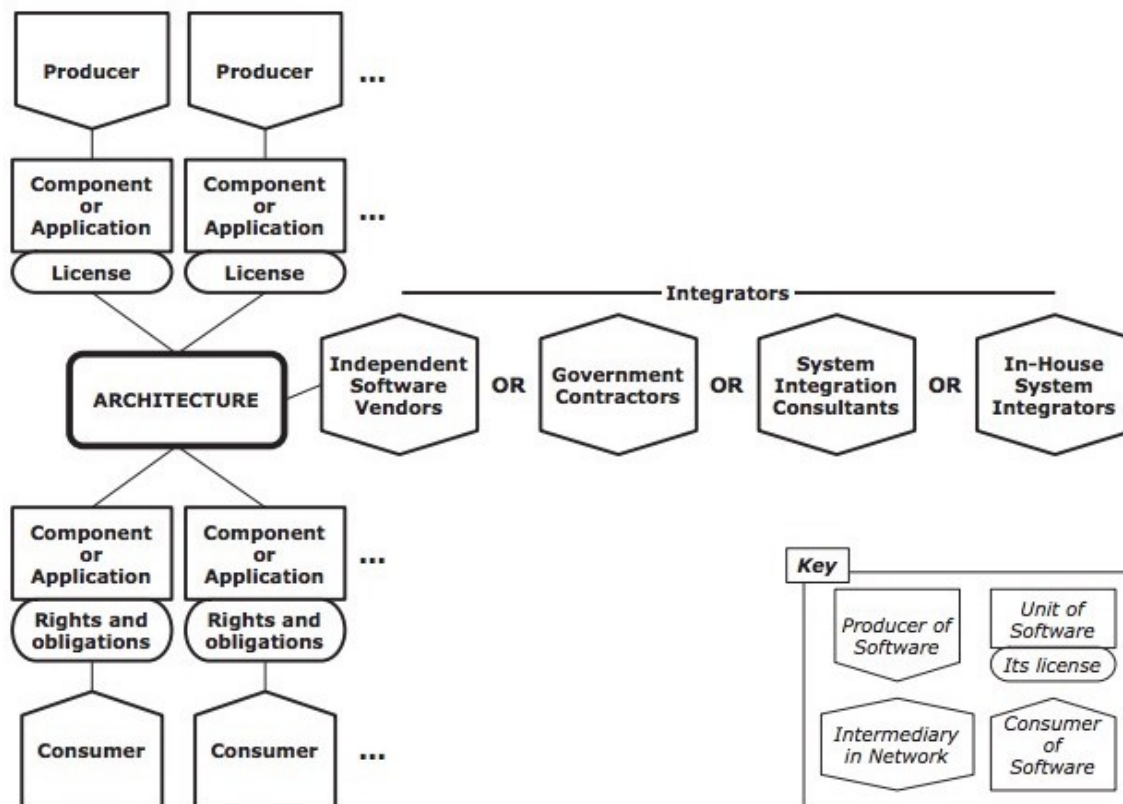 Producer
Producer
...
Component
or
Application
Component
or
Application
...
License
License
Integrators
ARCHITECTURE
Independent
Software
Vendors
OR
Government
Contractors
OR
System
Integration
Consultants
OR
In-House
System
Integrators
Component
or
Application
Component
or
Application
...
Rights and
obligations
Rights and
obligations
Consumer
Consumer
...
Key
Producer of
Software
Unit of
Software
Its license
Intermediary
in Network
Consumer
of
Software